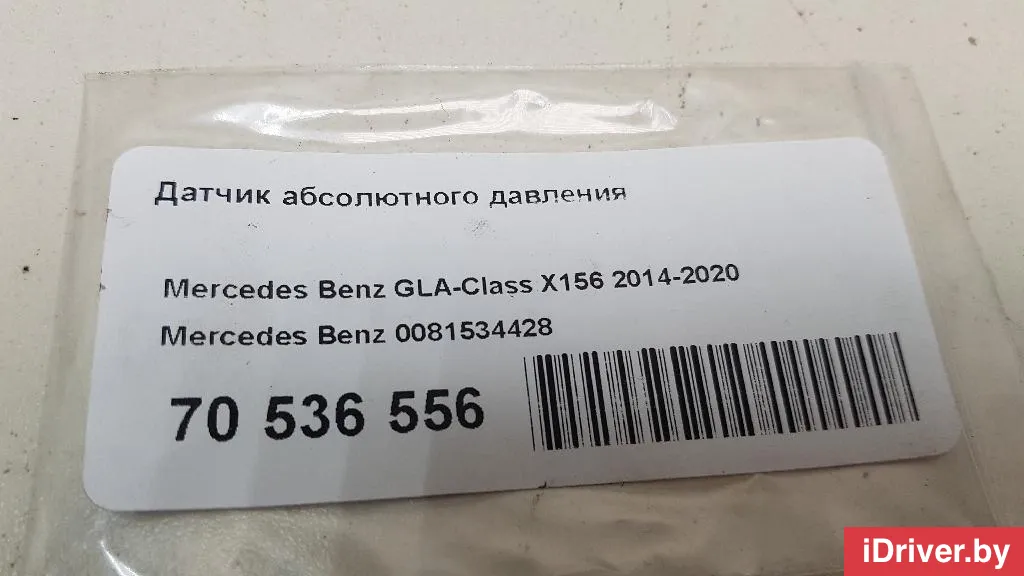 Датчик абсолютного давления
Mercedes Benz GLA-Class X156 2014-2020
Mercedes Benz 0081534428
70 536 556
iDriver.by